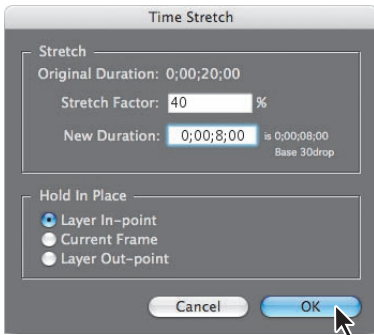 Time Stretch
Stretch
Original Duration: 0;00;20;00
Stretch Factor: 40 %
New Duration: 0;00;8;00 is 0;00;08;00
Base 30drop
Hold In Place
Layer In-point
Current Frame
Layer Out-point
Cancel OK